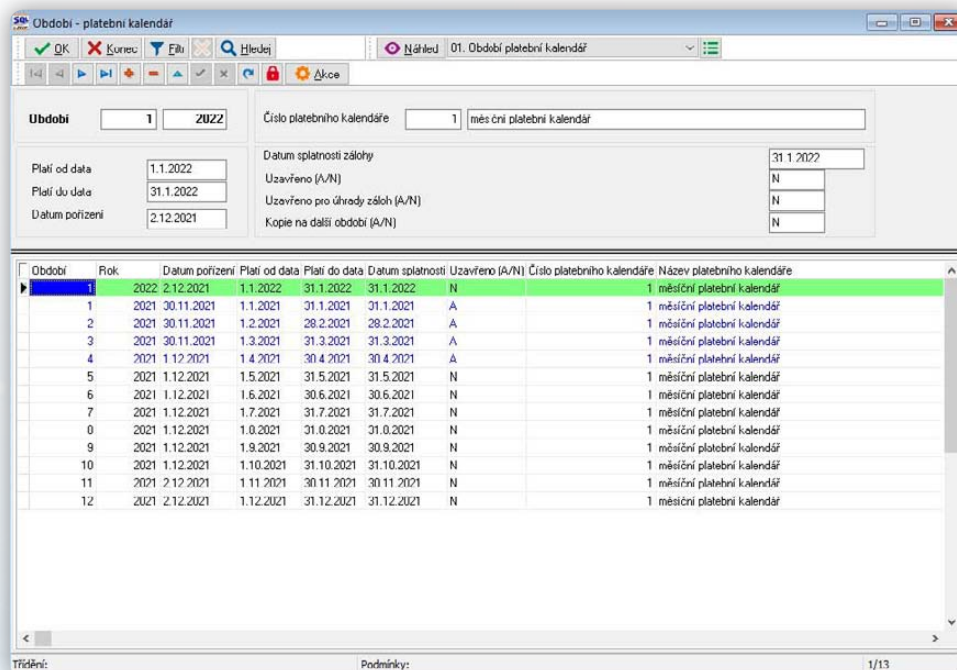 Období - platební kalendář
OK Konec Filtr Hledej Náhled 01. Období platební kalendář
Akce
Období 1 2022 Číslo platebního kalendáře 1 měsíční platební kalendář
Datum splatnosti zálohy 31.1.2022
Platí od data 1.1.2022
Uzavřeno (A/N) N
Platí do data 31.1.2022
Uzavřeno pro úhrady záloh (A/N) N
Datum pořízení 2.12.2021
Kopie na další období (A/N) N
Období Rok Datum pořízení Platí od data Platí do data Datum splatnosti Uzavřeno (A/N) Číslo platebního kalendáře Název platebního kalendáře
1 2022 2.12.2021 1.1.2022 31.1.2022 31.1.2022 N 1 měsíční platební kalendář
1 2021 30.11.2021 1.1.2021 31.1.2021 31.1.2021 A 1 měsíční platební kalendář
2 2021 30.11.2021 1.2.2021 28.2.2021 28.2.2021 A 1 měsíční platební kalendář
3 2021 30.11.2021 1.3.2021 31.3.2021 31.3.2021 A 1 měsíční platební kalendář
4 2021 1.12.2021 1.4.2021 30.4.2021 30.4.2021 A 1 měsíční platební kalendář
5 2021 1.12.2021 1.5.2021 31.5.2021 31.5.2021 N 1 měsíční platební kalendář
6 2021 1.12.2021 1.6.2021 30.6.2021 30.6.2021 N 1 měsíční platební kalendář
7 2021 1.12.2021 1.7.2021 31.7.2021 31.7.2021 N 1 měsíční platební kalendář
8 2021 1.12.2021 1.8.2021 31.8.2021 31.8.2021 N 1 měsíční platební kalendář
9 2021 1.12.2021 1.9.2021 30.9.2021 30.9.2021 N 1 měsíční platební kalendář
10 2021 1.12.2021 1.10.2021 31.10.2021 31.10.2021 N 1 měsíční platební kalendář
11 2021 2.12.2021 1.11.2021 30.11.2021 30.11.2021 N 1 měsíční platební kalendář
12 2021 2.12.2021 1.12.2021 31.12.2021 31.12.2021 N 1 měsíční platební kalendář
Třídění: Podmínky: 1/13